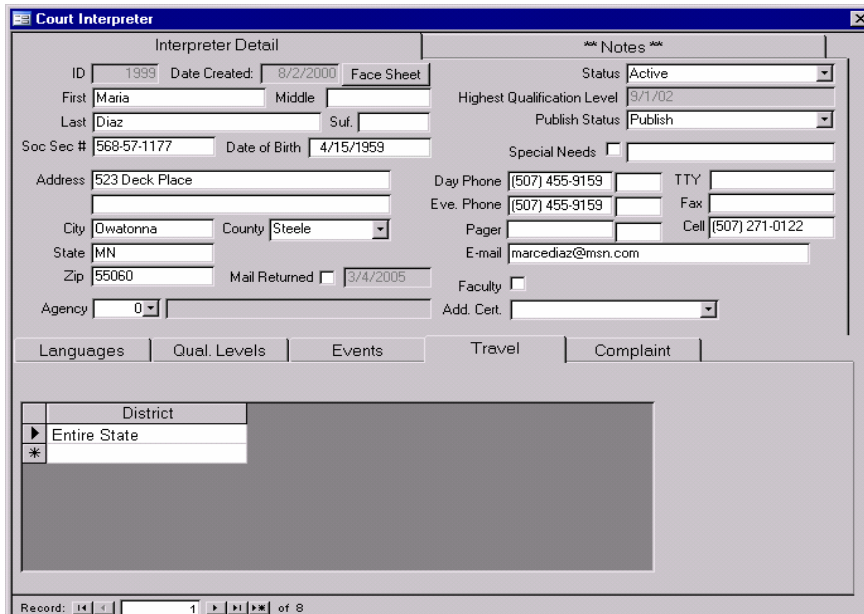 Court Interpreter
Interpreter Detail
** Notes **
ID 1999 Date Created: 8/2/2000 Face Sheet
Status Active
First Maria Middle
Highest Qualification Level 9/1/02
Last Diaz Suf.
Publish Status Publish
Soc Sec # 568-57-1177 Date of Birth 4/15/1959
Special Needs
Address 523 Deck Place
Day Phone (507) 455-9159 TTY
Eve. Phone (507) 455-9159 Fax
City Owatonna County Steele
Pager Cell (507) 271-0122
State MN
E-mail marcediaz@msn.com
Zip 55060 Mail Returned 3/4/2005
Faculty
Agency 0
Add. Cert.
Languages Qual. Levels Events Travel Complaint
District
Entire State
Record: 1 of 8